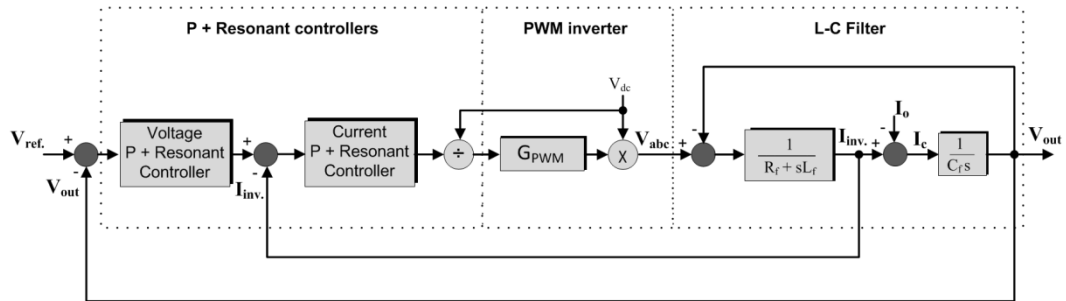 P + Resonant controllers
PWM inverter
L-C Filter
V_dc
V_ref.
+
-
V_out
Voltage
P + Resonant
Controller
+
-
I_inv.
Current
P + Resonant
Controller
÷
G_PWM
X
V_abc
+
-
1
R_f + sL_f
I_inv.
+
-
I_o
I_c
1
C_f s
V_out